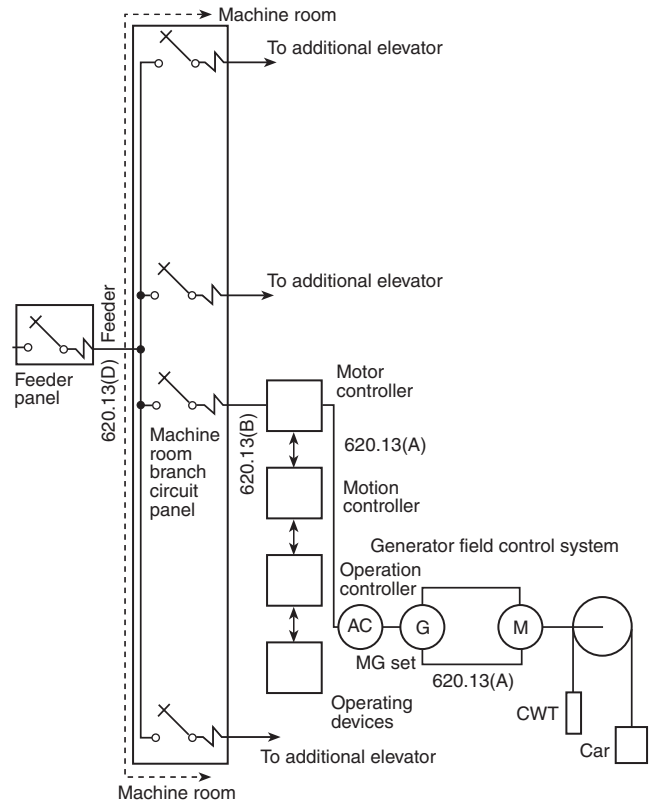 Machine room
To additional elevator
To additional elevator
Feeder
620.13(D)
Feeder
panel
Machine
room
branch
circuit
panel
620.13(B)
Motor
controller
620.13(A)
Motion
controller
Generator field control system
Operation
controller
AC
G
M
MG set
620.13(A)
Operating
devices
CWT
Car
To additional elevator
Machine room